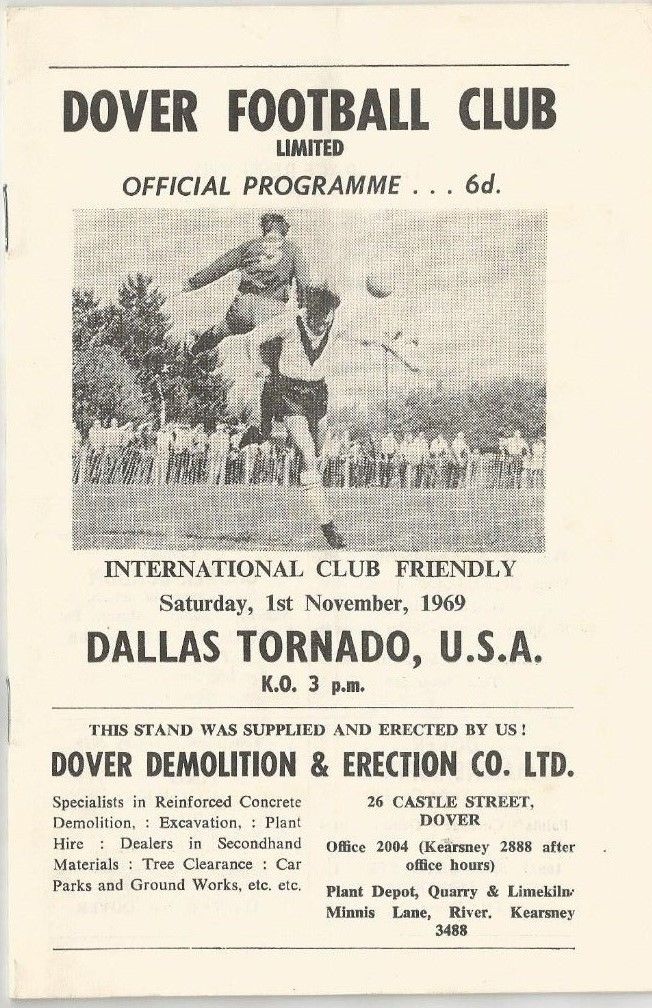 DOVER FOOTBALL CLUB
LIMITED
OFFICIAL PROGRAMME . . . 6d.
INTERNATIONAL CLUB FRIENDLY
Saturday, 1st November, 1969
DALLAS TORNADO, U.S.A.
K.O. 3 p.m.
THIS STAND WAS SUPPLIED AND ERECTED BY US !
DOVER DEMOLITION & ERECTION CO. LTD.
Specialists in Reinforced Concrete
Demolition, : Excavation, : Plant
Hire : Dealers in Secondhand
Materials : Tree Clearance : Car
Parks and Ground Works, etc. etc.
26 CASTLE STREET,
DOVER
Office 2004 (Kearsney 2888 after
office hours)
Plant Depot, Quarry & Limekiln
Minnis Lane, River. Kearsney
3488